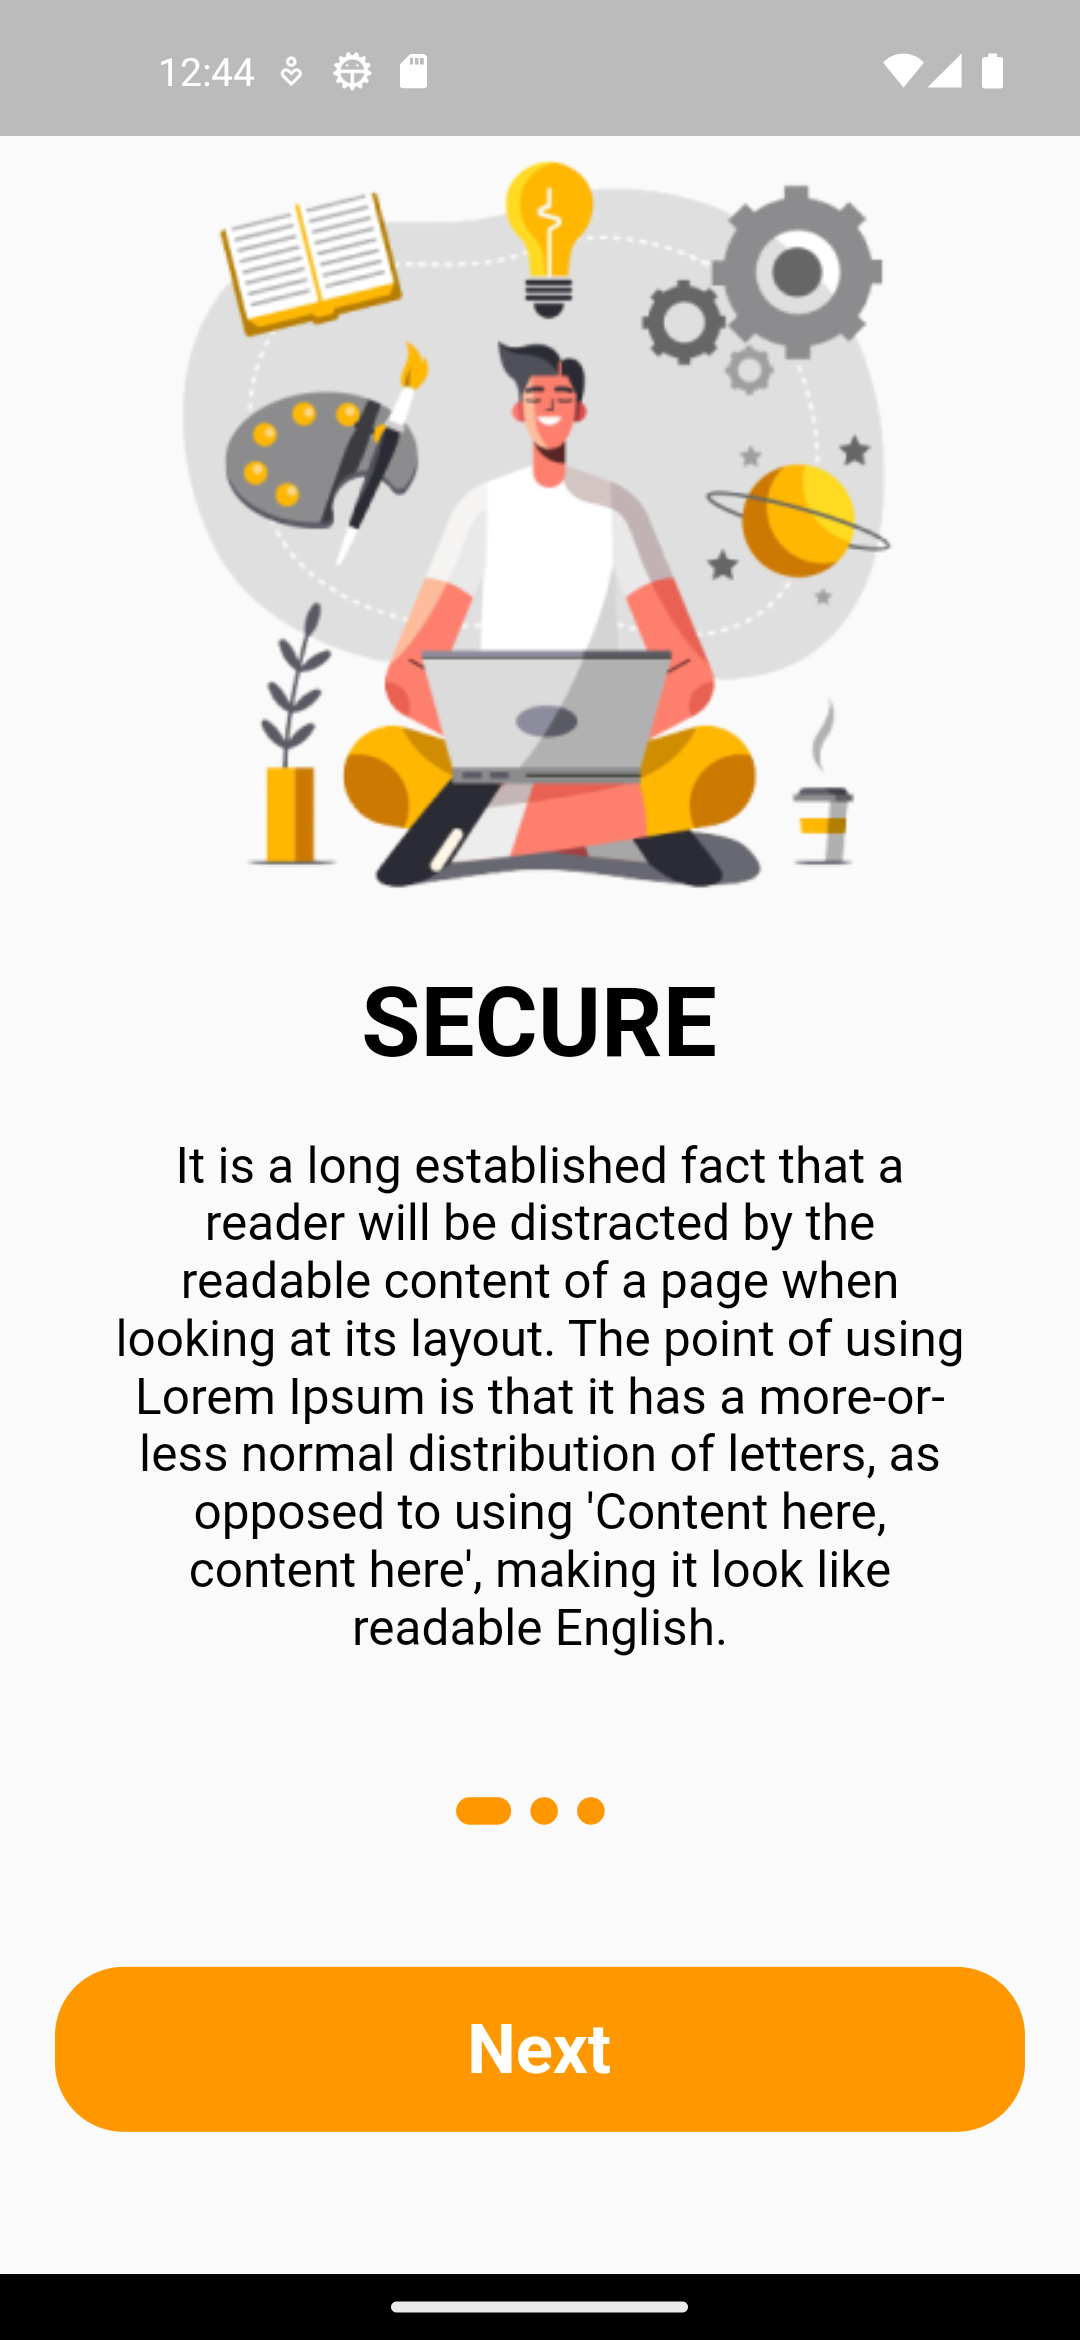 12:44
SECURE
It is a long established fact that a
reader will be distracted by the
readable content of a page when
looking at its layout. The point of using
Lorem Ipsum is that it has a more-or-
less normal distribution of letters, as
opposed to using 'Content here,
content here', making it look like
readable English.
Next